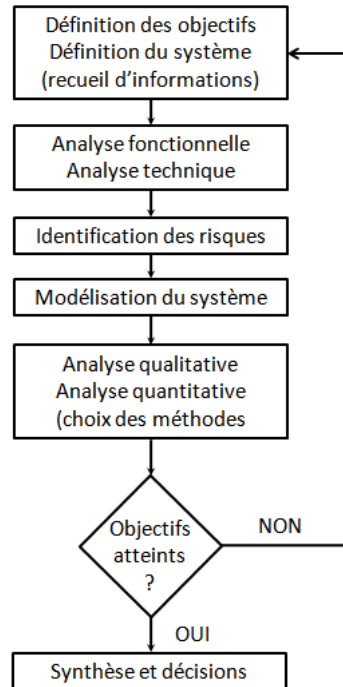 Définition des objectifs
Définition du système
(recueil d'informations)
Analyse fonctionnelle
Analyse technique
Identification des risques
Modélisation du système
Analyse qualitative
Analyse quantitative
(choix des méthodes
Objectifs
atteints
?
NON
OUI
Synthèse et décisions